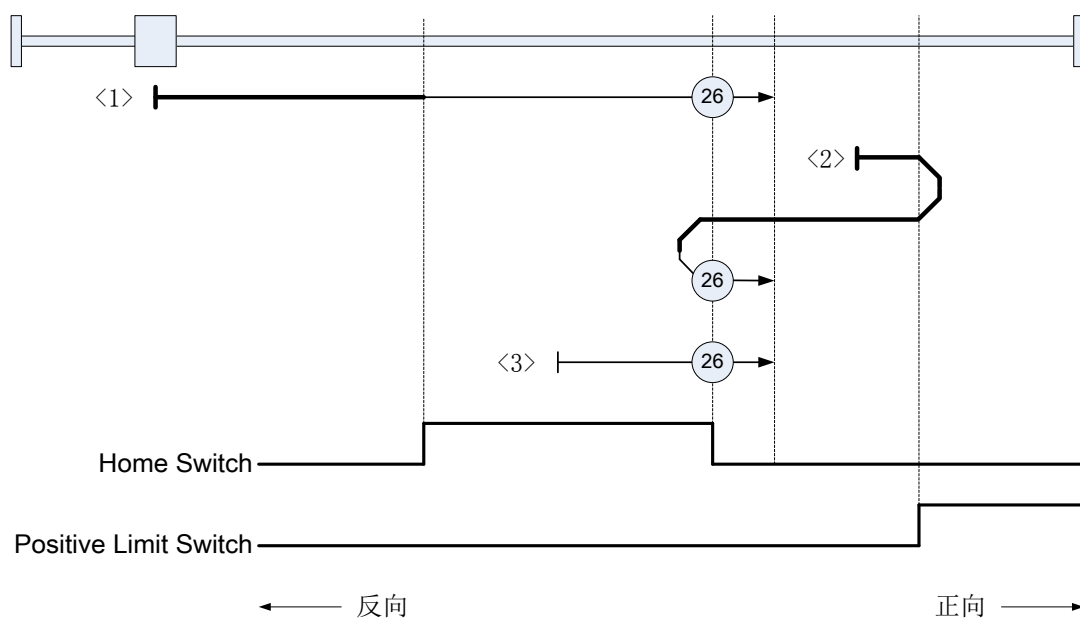 <1>
26
<2>
26
<3>
26
Home Switch
Positive Limit Switch
反向
正向